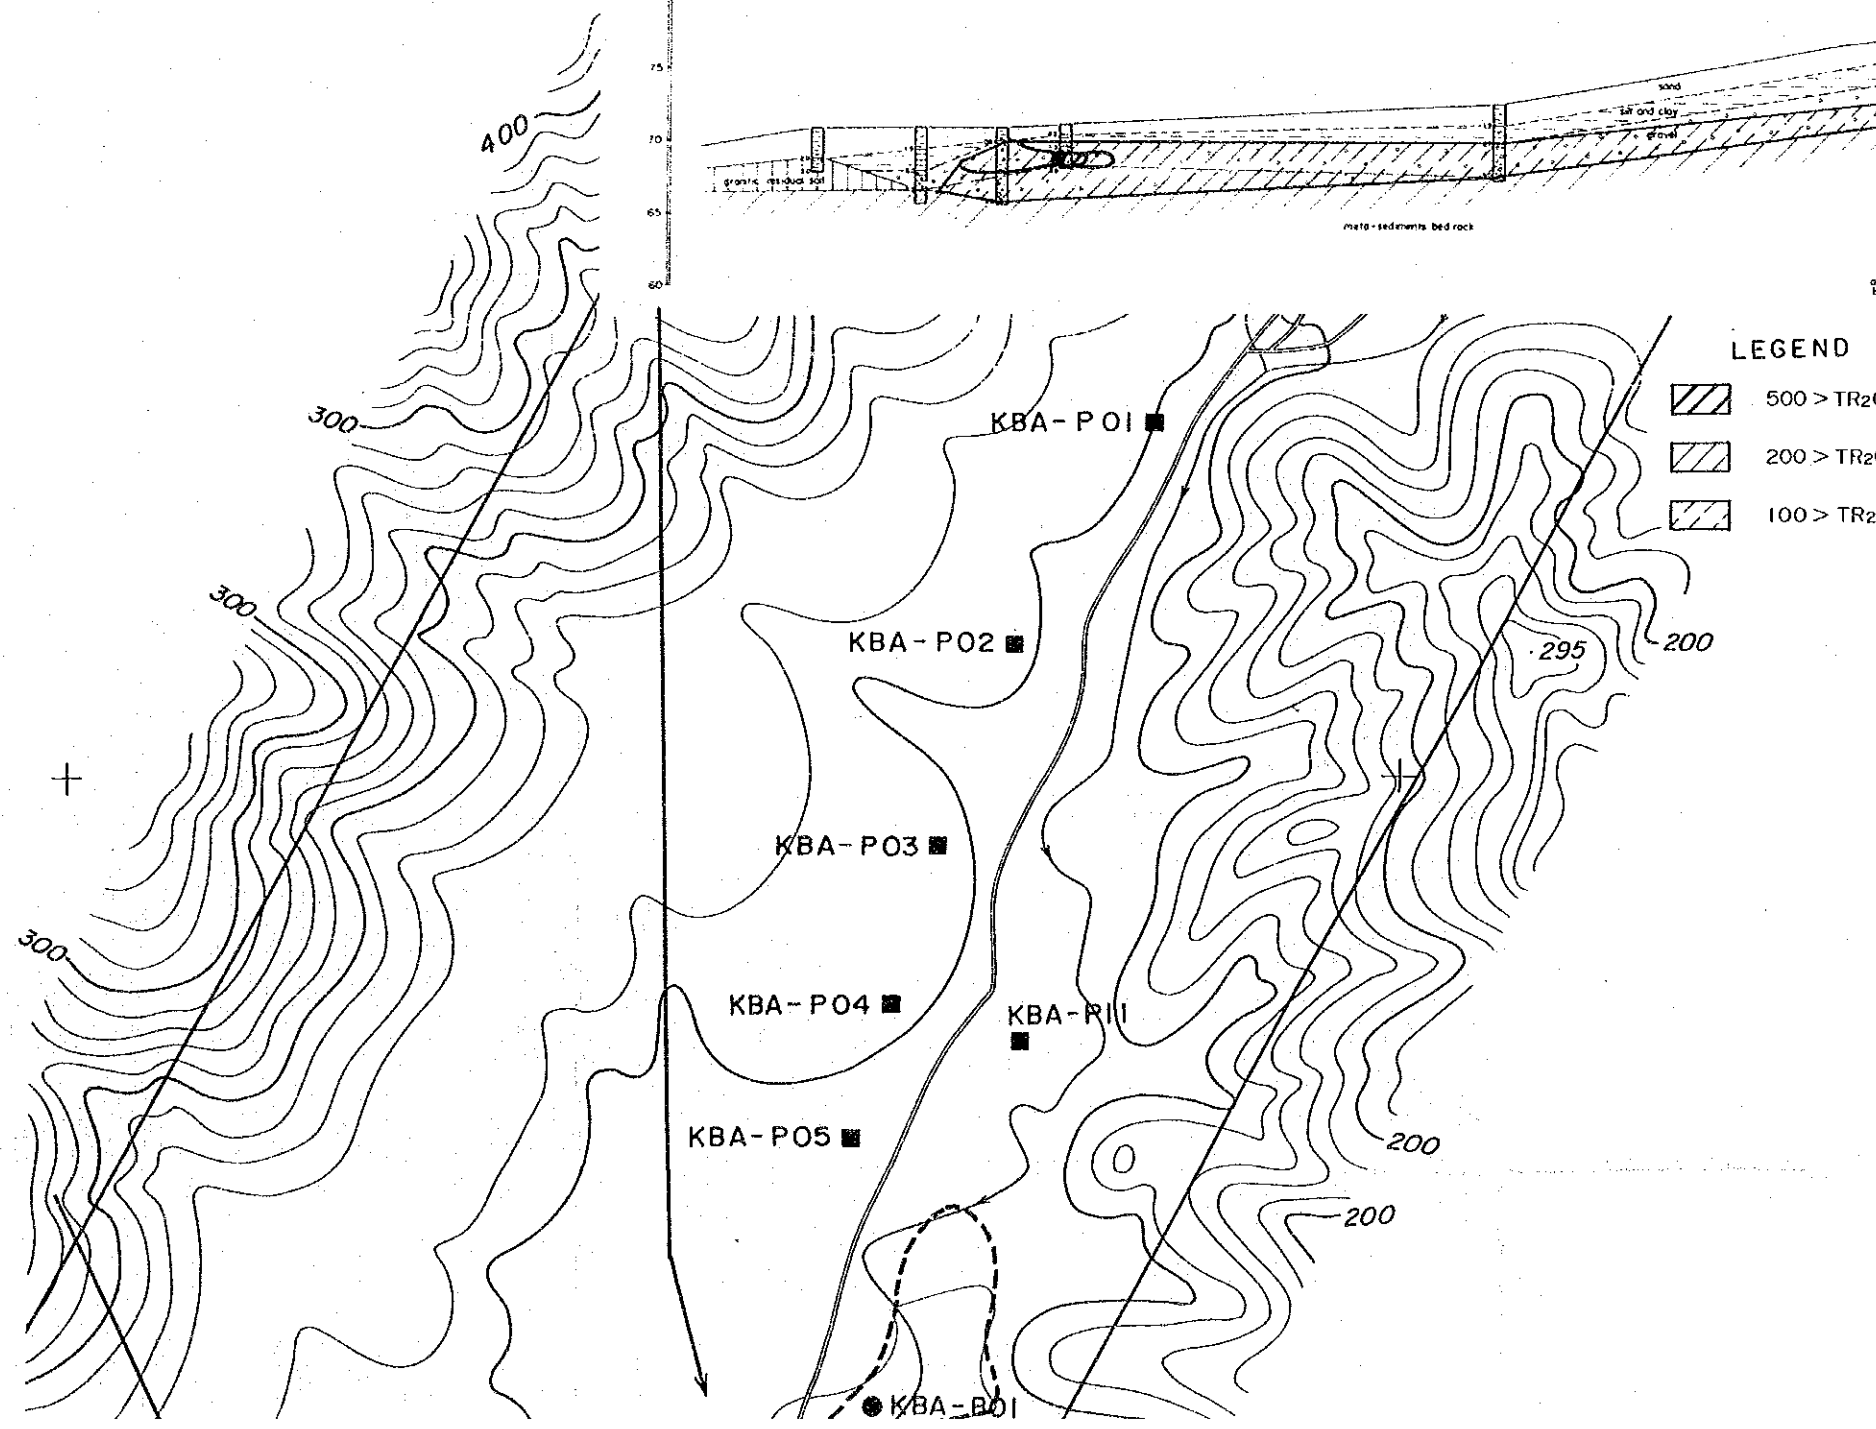 75
70
65
60
sand
silt and clay
gravel
granitic residual soil
meta-sediments bed rock
400
300
300
300
LEGEND
500 > TR2
200 > TR2
100 > TR2
KBA-P01
KBA-P02
KBA-P03
KBA-P04
KBA-P11
KBA-P05
KBA-B01
295
200
200
200